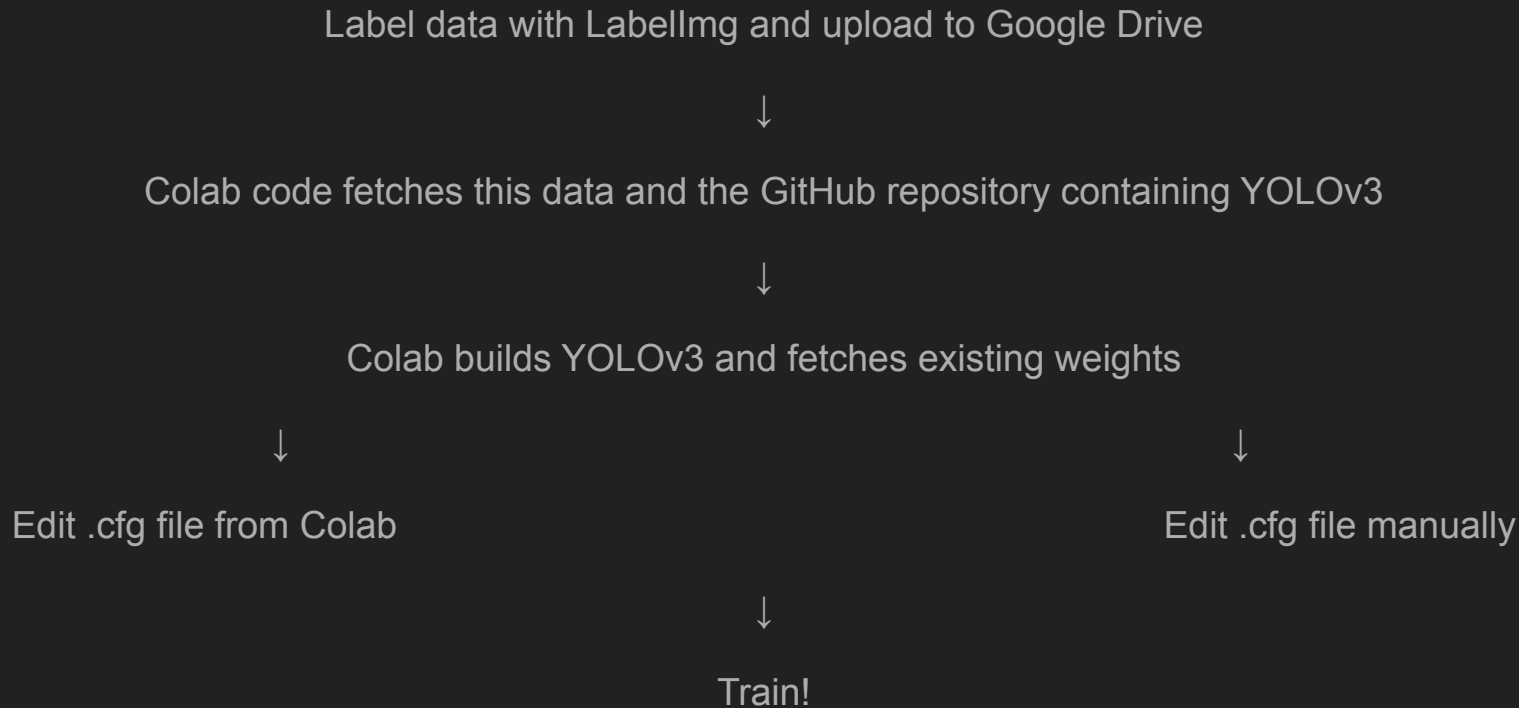 Label data with LabelImg and upload to Google Drive
↓
Colab code fetches this data and the GitHub repository containing YOLOv3
↓
Colab builds YOLOv3 and fetches existing weights
↓ ↓
Edit .cfg file from Colab Edit .cfg file manually
↓
Train!